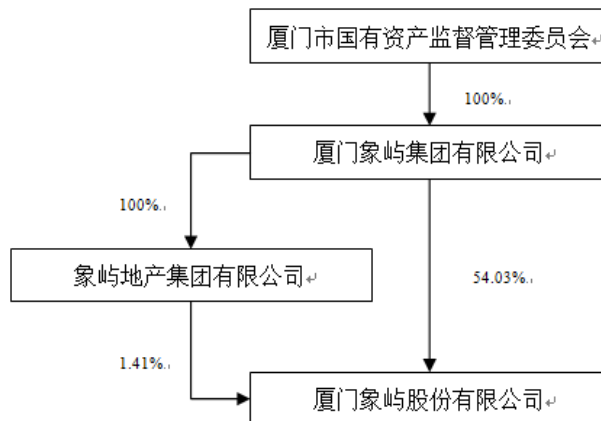 厦门市国有资产监督管理委员会
100%
厦门象屿集团有限公司
100%
象屿地产集团有限公司
54.03%
1.41%
厦门象屿股份有限公司